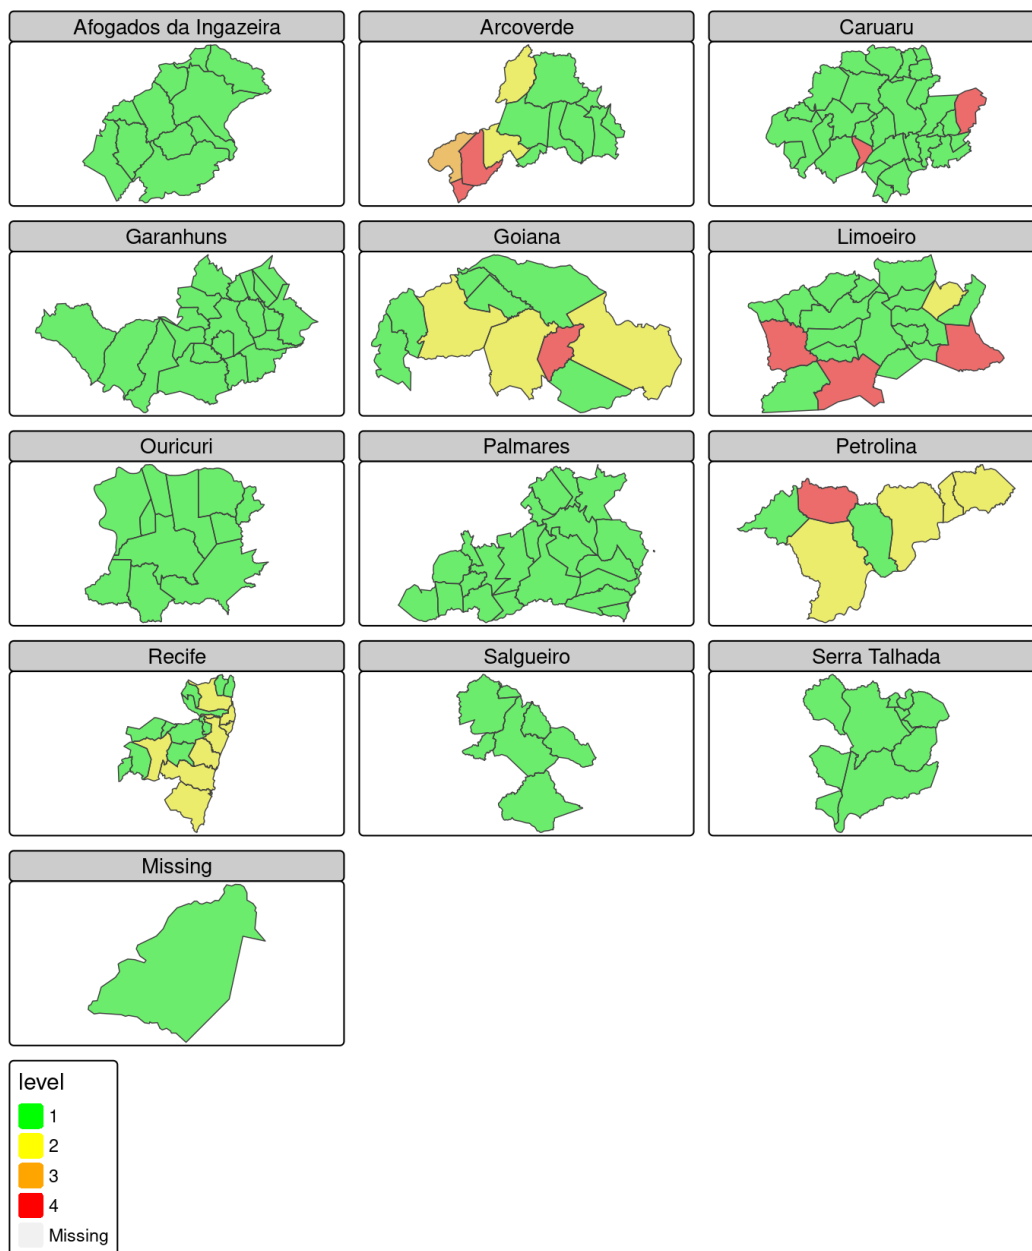 Afogados da Ingazeira
Arcoverde
Caruaru
Garanhuns
Goiana
Limoeiro
Ouricuri
Palmares
Petrolina
Recife
Salgueiro
Serra Talhada
Missing
level
1
2
3
4
Missing